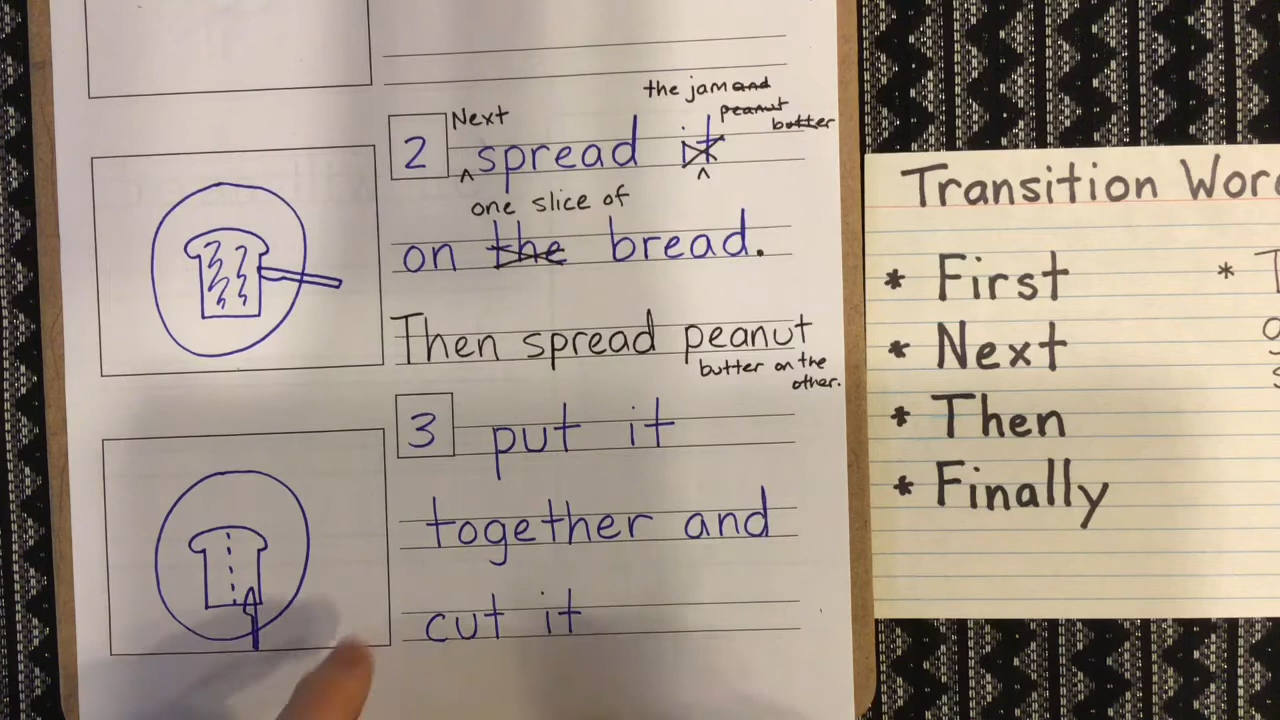 the jam and
peanut
butter
Next
2 spread it
^ ^
one slice of
on the bread.
Then spread peanut
butter on the
other.
3 put it
together and
cut it
Transition Wor
* First
* Next
* Then
* Finally
*